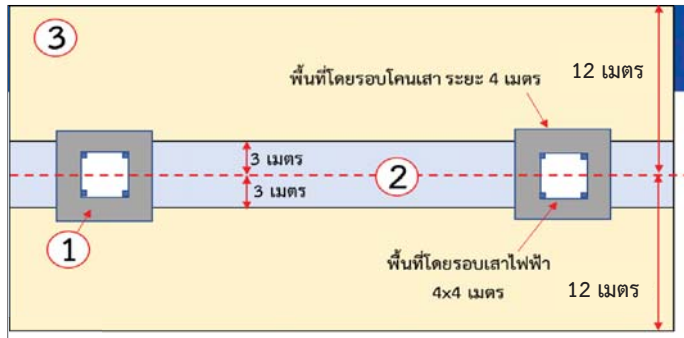 3
พื้นที่โดยรอบโคนเสา ระยะ 4 เมตร
12 เมตร
3 เมตร
2
3 เมตร
1
พื้นที่โดยรอบเสาไฟฟ้า
4x4 เมตร
12 เมตร